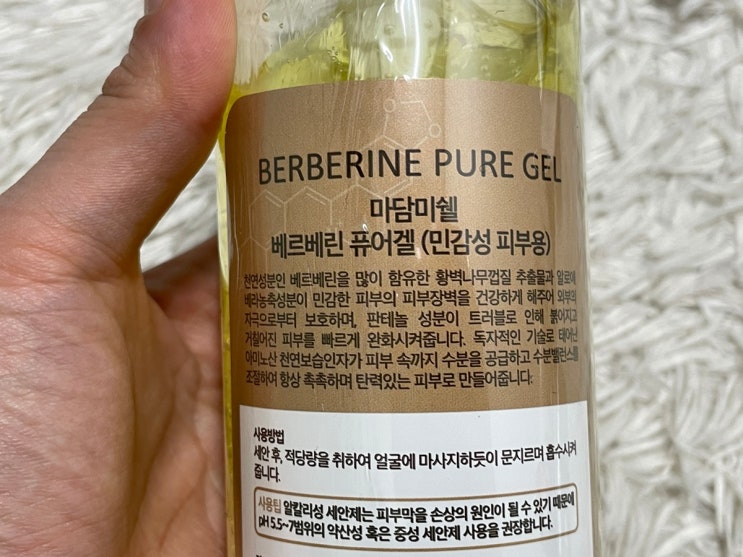 BERBERINE PURE GEL
마담미쉘
베르베린 퓨어겔 (민감성 피부용)
천연성분인 베르베린을 많이 함유한 황벽나무껍질 추출물과 알로에
베라농축성분이 민감한 피부의 피부장벽을 건강하게 해주어 외부의
자극으로부터 보호하며, 판테놀 성분이 트러블로 인해 붉어지고
거칠어진 피부를 빠르게 완화시켜줍니다. 독자적인 기술로 태어난
아미노산 천연보습인자가 피부 속까지 수분을 공급하고 수분밸런스를
조절하여 항상 촉촉하며 탄력있는 피부로 만들어줍니다.
사용방법
세안 후, 적당량을 취하여 얼굴에 마사지하듯이 문지르며 흡수시켜
줍니다.
사용팁 알칼리성 세안제는 피부막을 손상의 원인이 될 수 있기 때문에
pH 5.5~7범위의 약산성 혹은 중성 세안제 사용을 권장합니다.